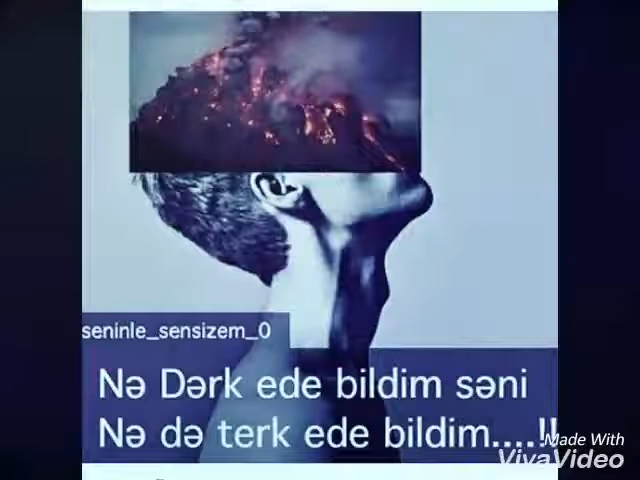 seninle_sensizem_0
Nə Dərk ede bildim səni
Nə də terk ede bildim....!!
Made With
VivaVideo